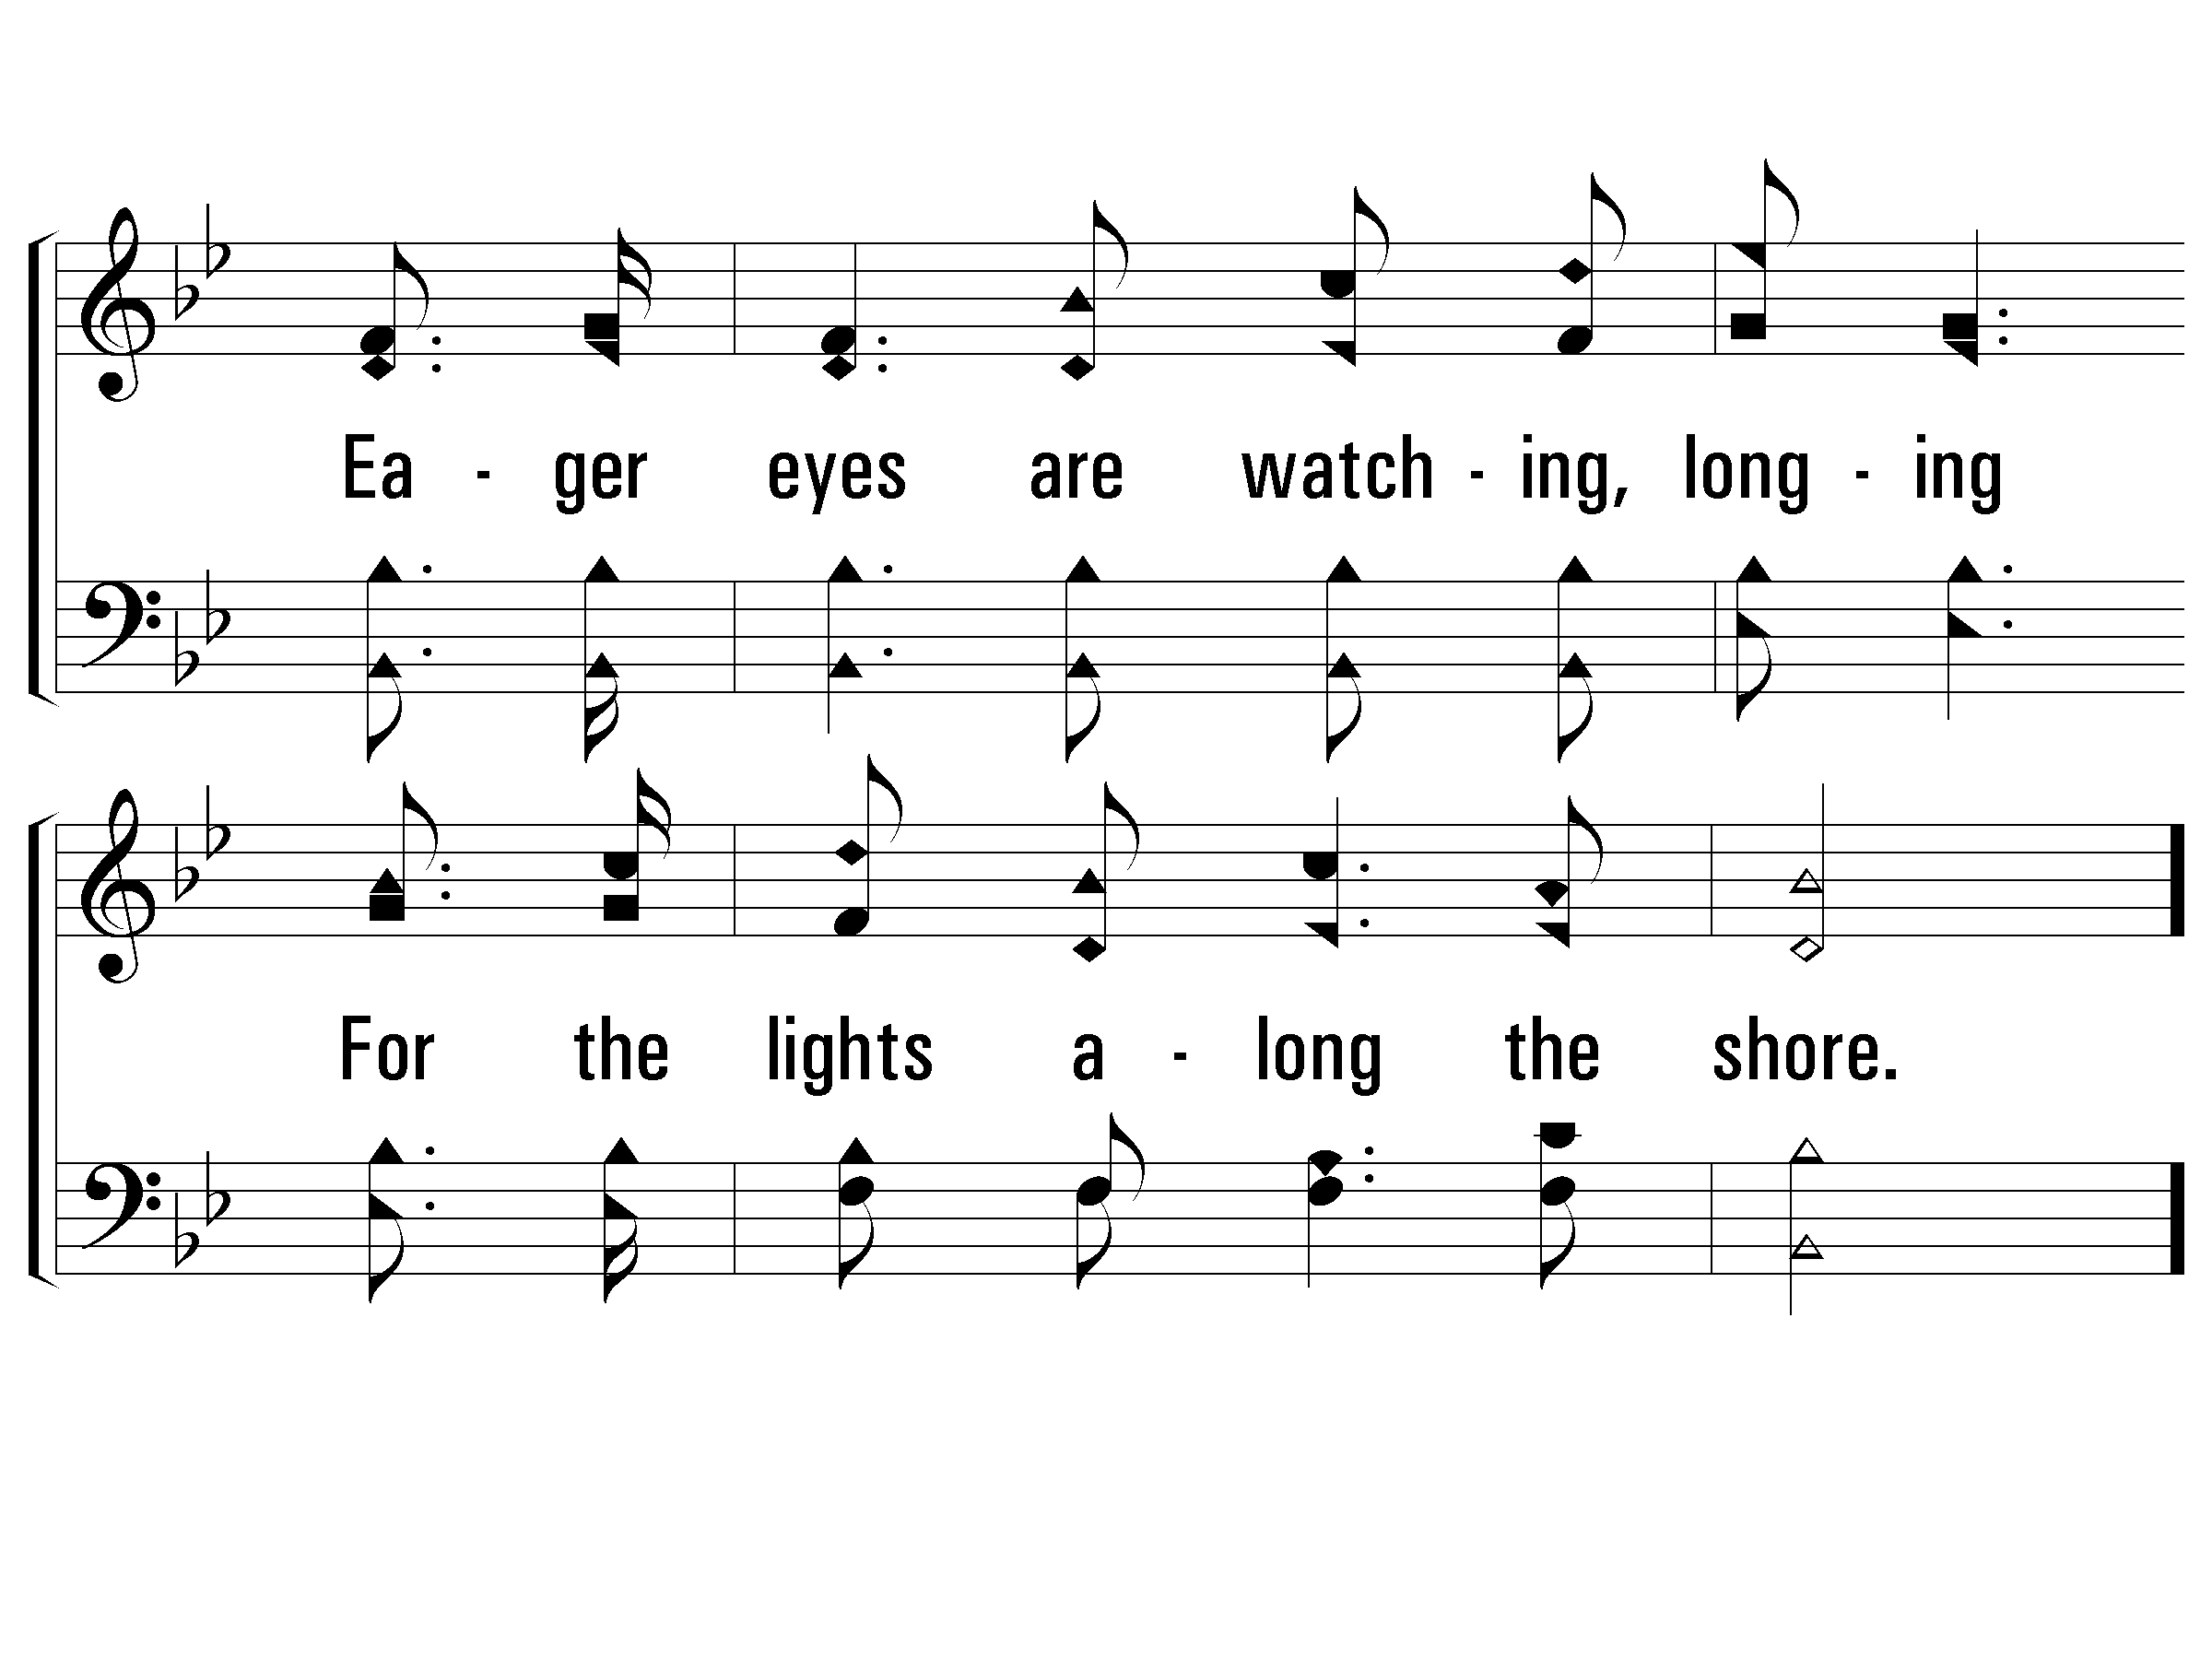 Ea - ger eyes are watch - ing, long - ing
For the lights a - long the shore.